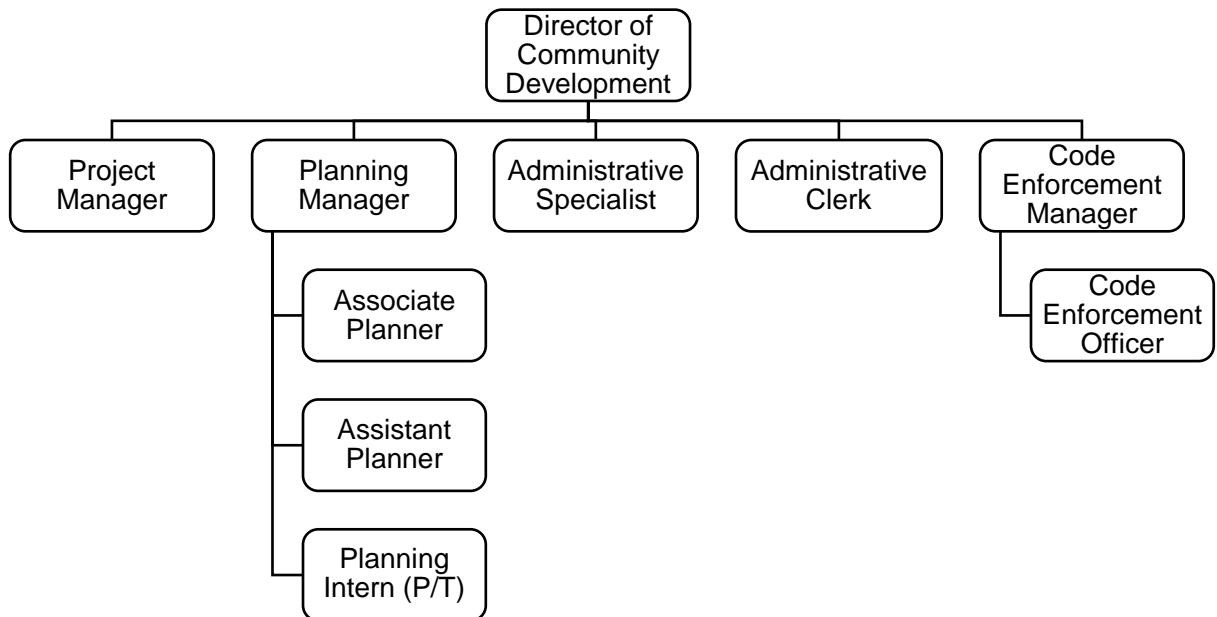 Director of
Community
Development
Project
Manager
Planning
Manager
Administrative
Specialist
Administrative
Clerk
Code
Enforcement
Manager
Associate
Planner
Assistant
Planner
Planning
Intern (P/T)
Code
Enforcement
Officer